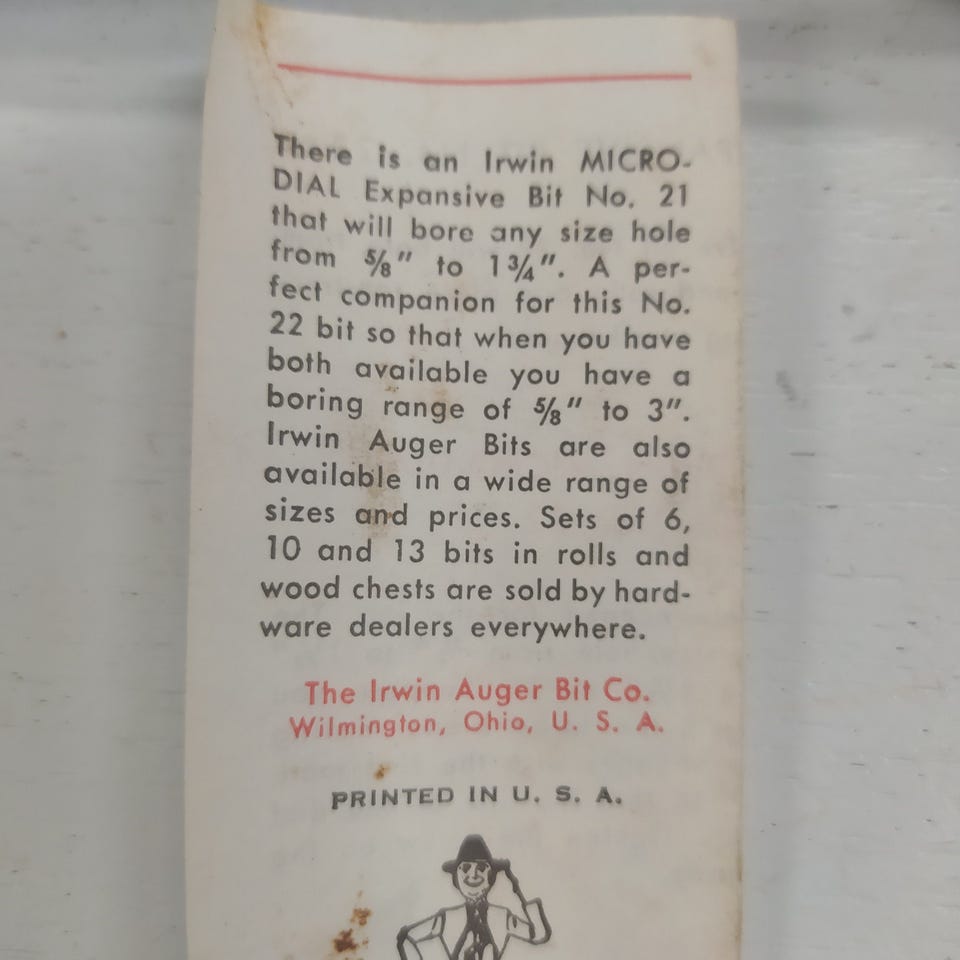 There is an Irwin MICRO-
DIAL Expansive Bit No. 21
that will bore any size hole
from 5/8" to 1 3/4". A per-
fect companion for this No.
22 bit so that when you have
both available you have a
boring range of 5/8" to 3".
Irwin Auger Bits are also
available in a wide range of
sizes and prices. Sets of 6,
10 and 13 bits in rolls and
wood chests are sold by hard-
ware dealers everywhere.
The Irwin Auger Bit Co.
Wilmington, Ohio, U. S. A.
PRINTED IN U. S. A.